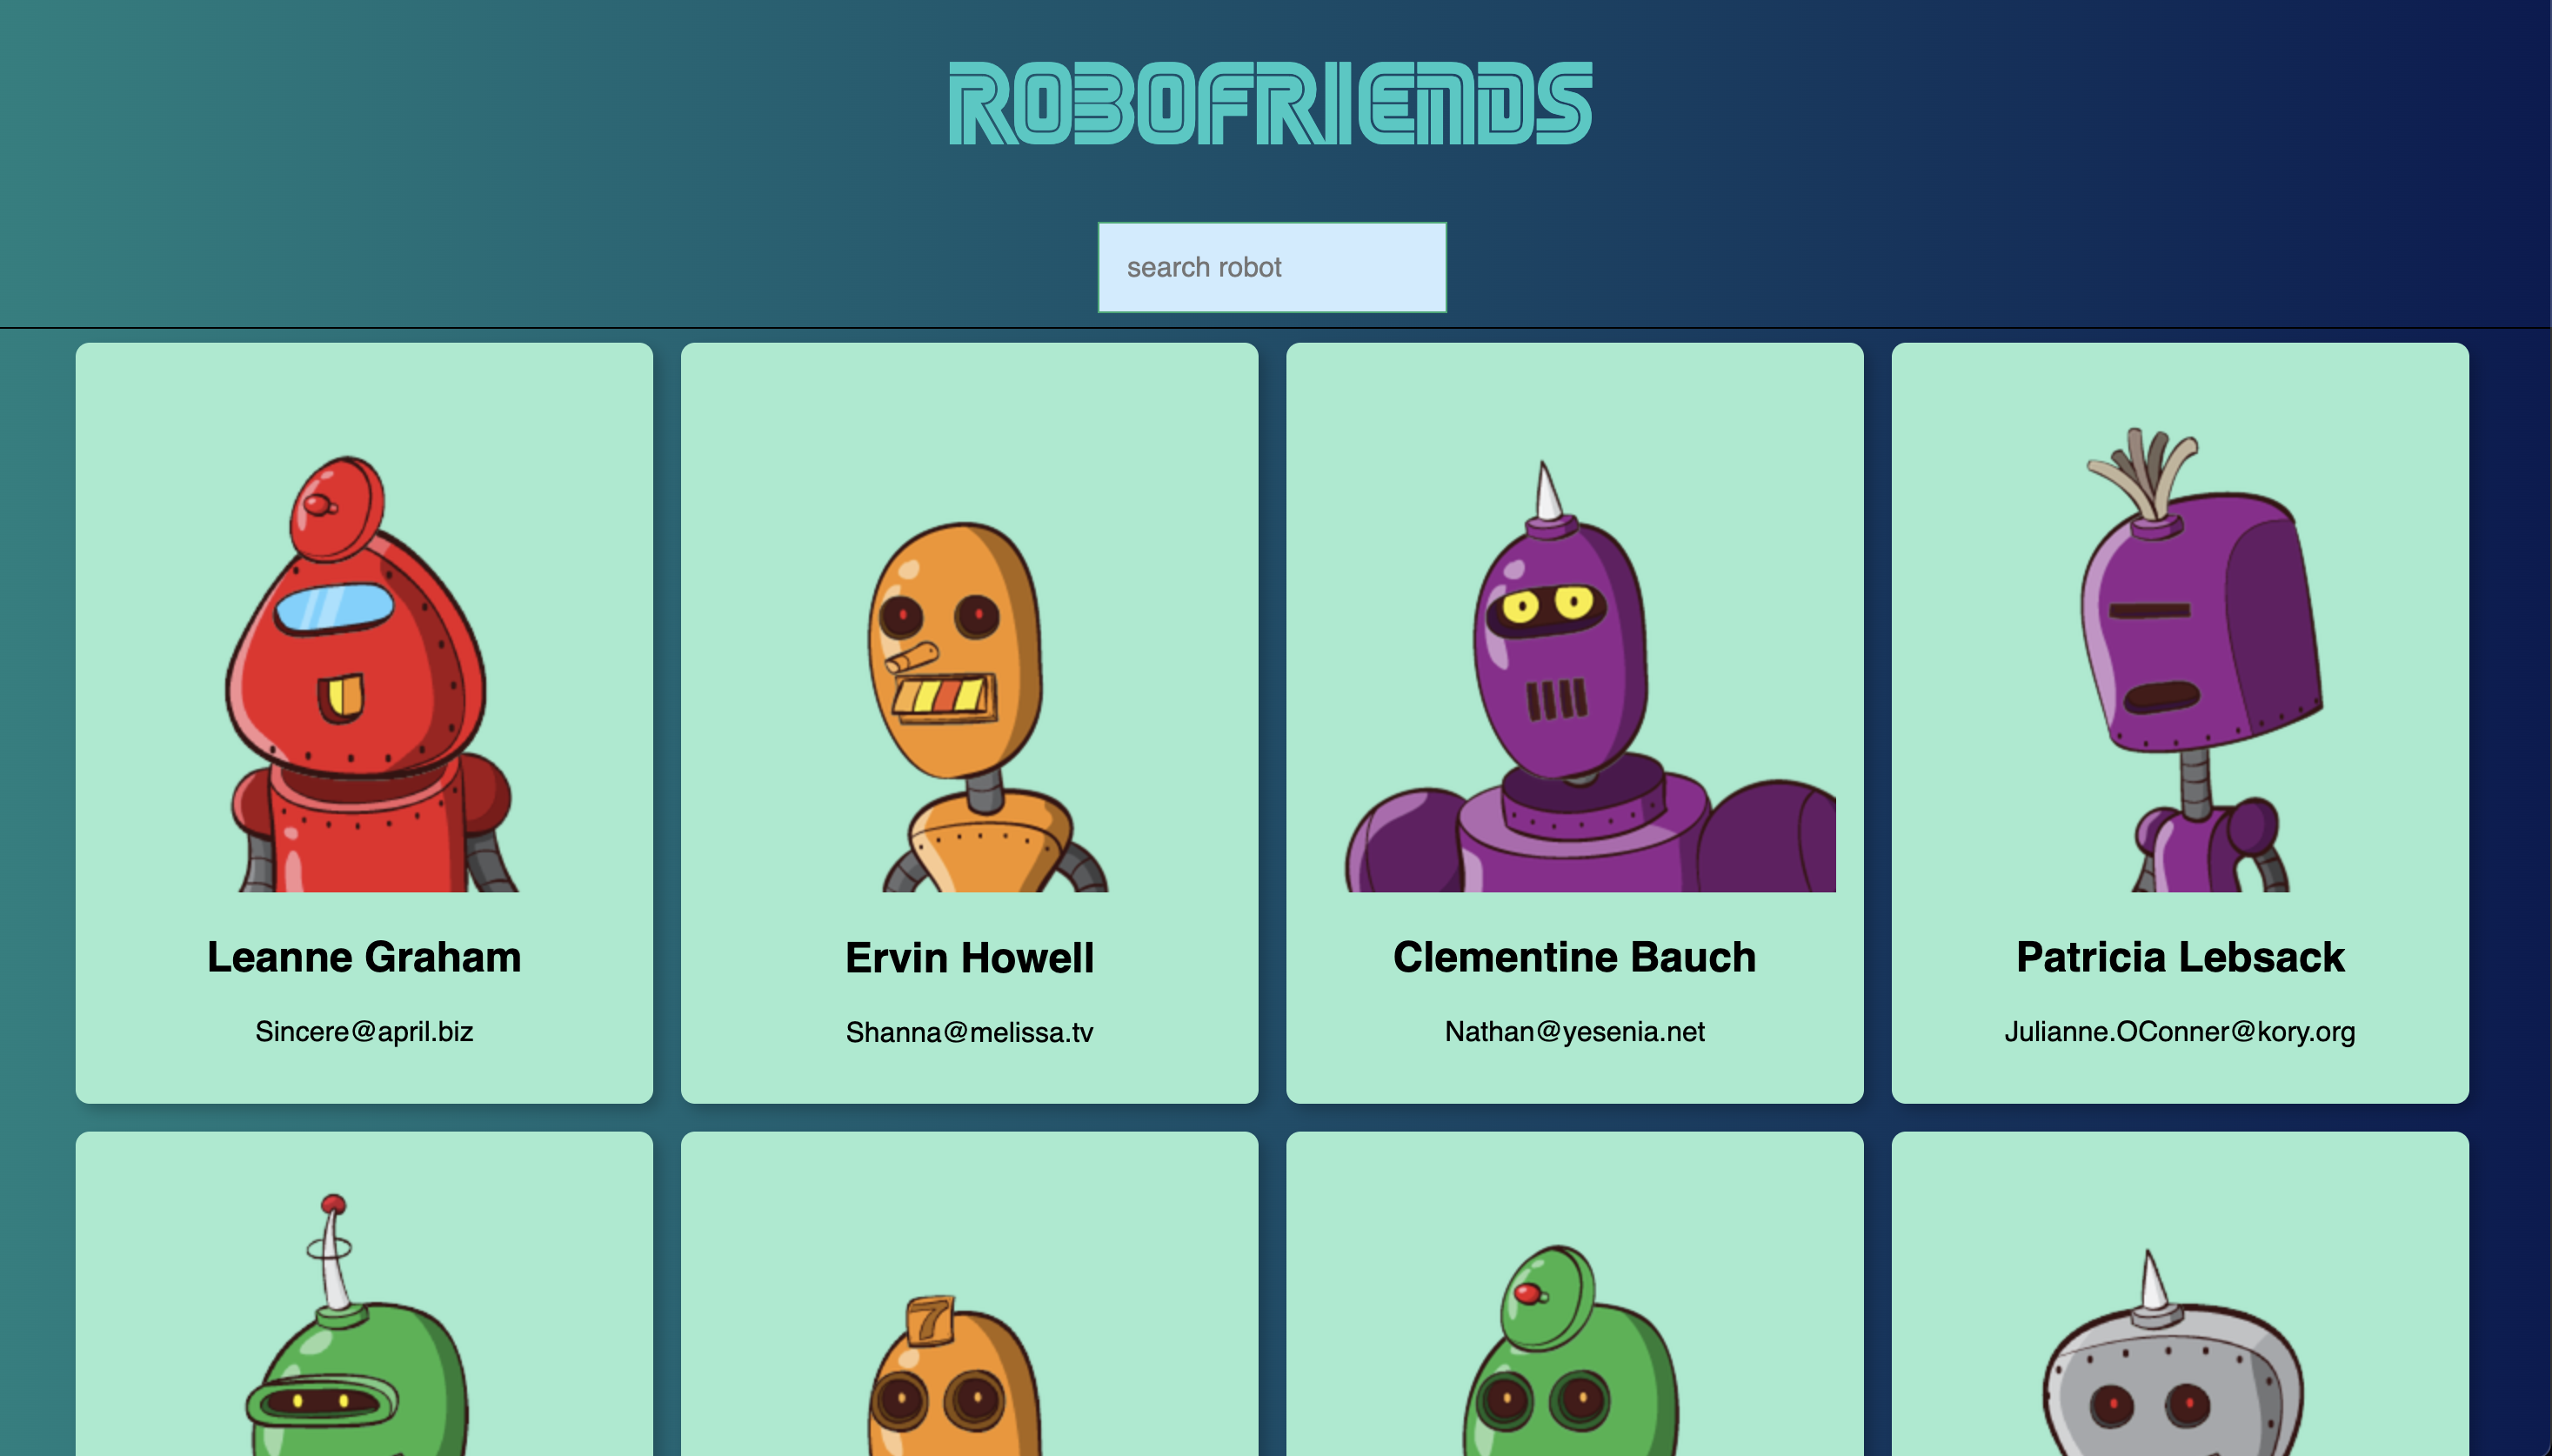 ROBOFRIENDS
search robot
Leanne Graham
Ervin Howell
Clementine Bauch
Patricia Lebsack
Sincere@april.biz
Shanna@melissa.tv
Nathan@yesenia.net
Julianne.OConner@kory.org
7